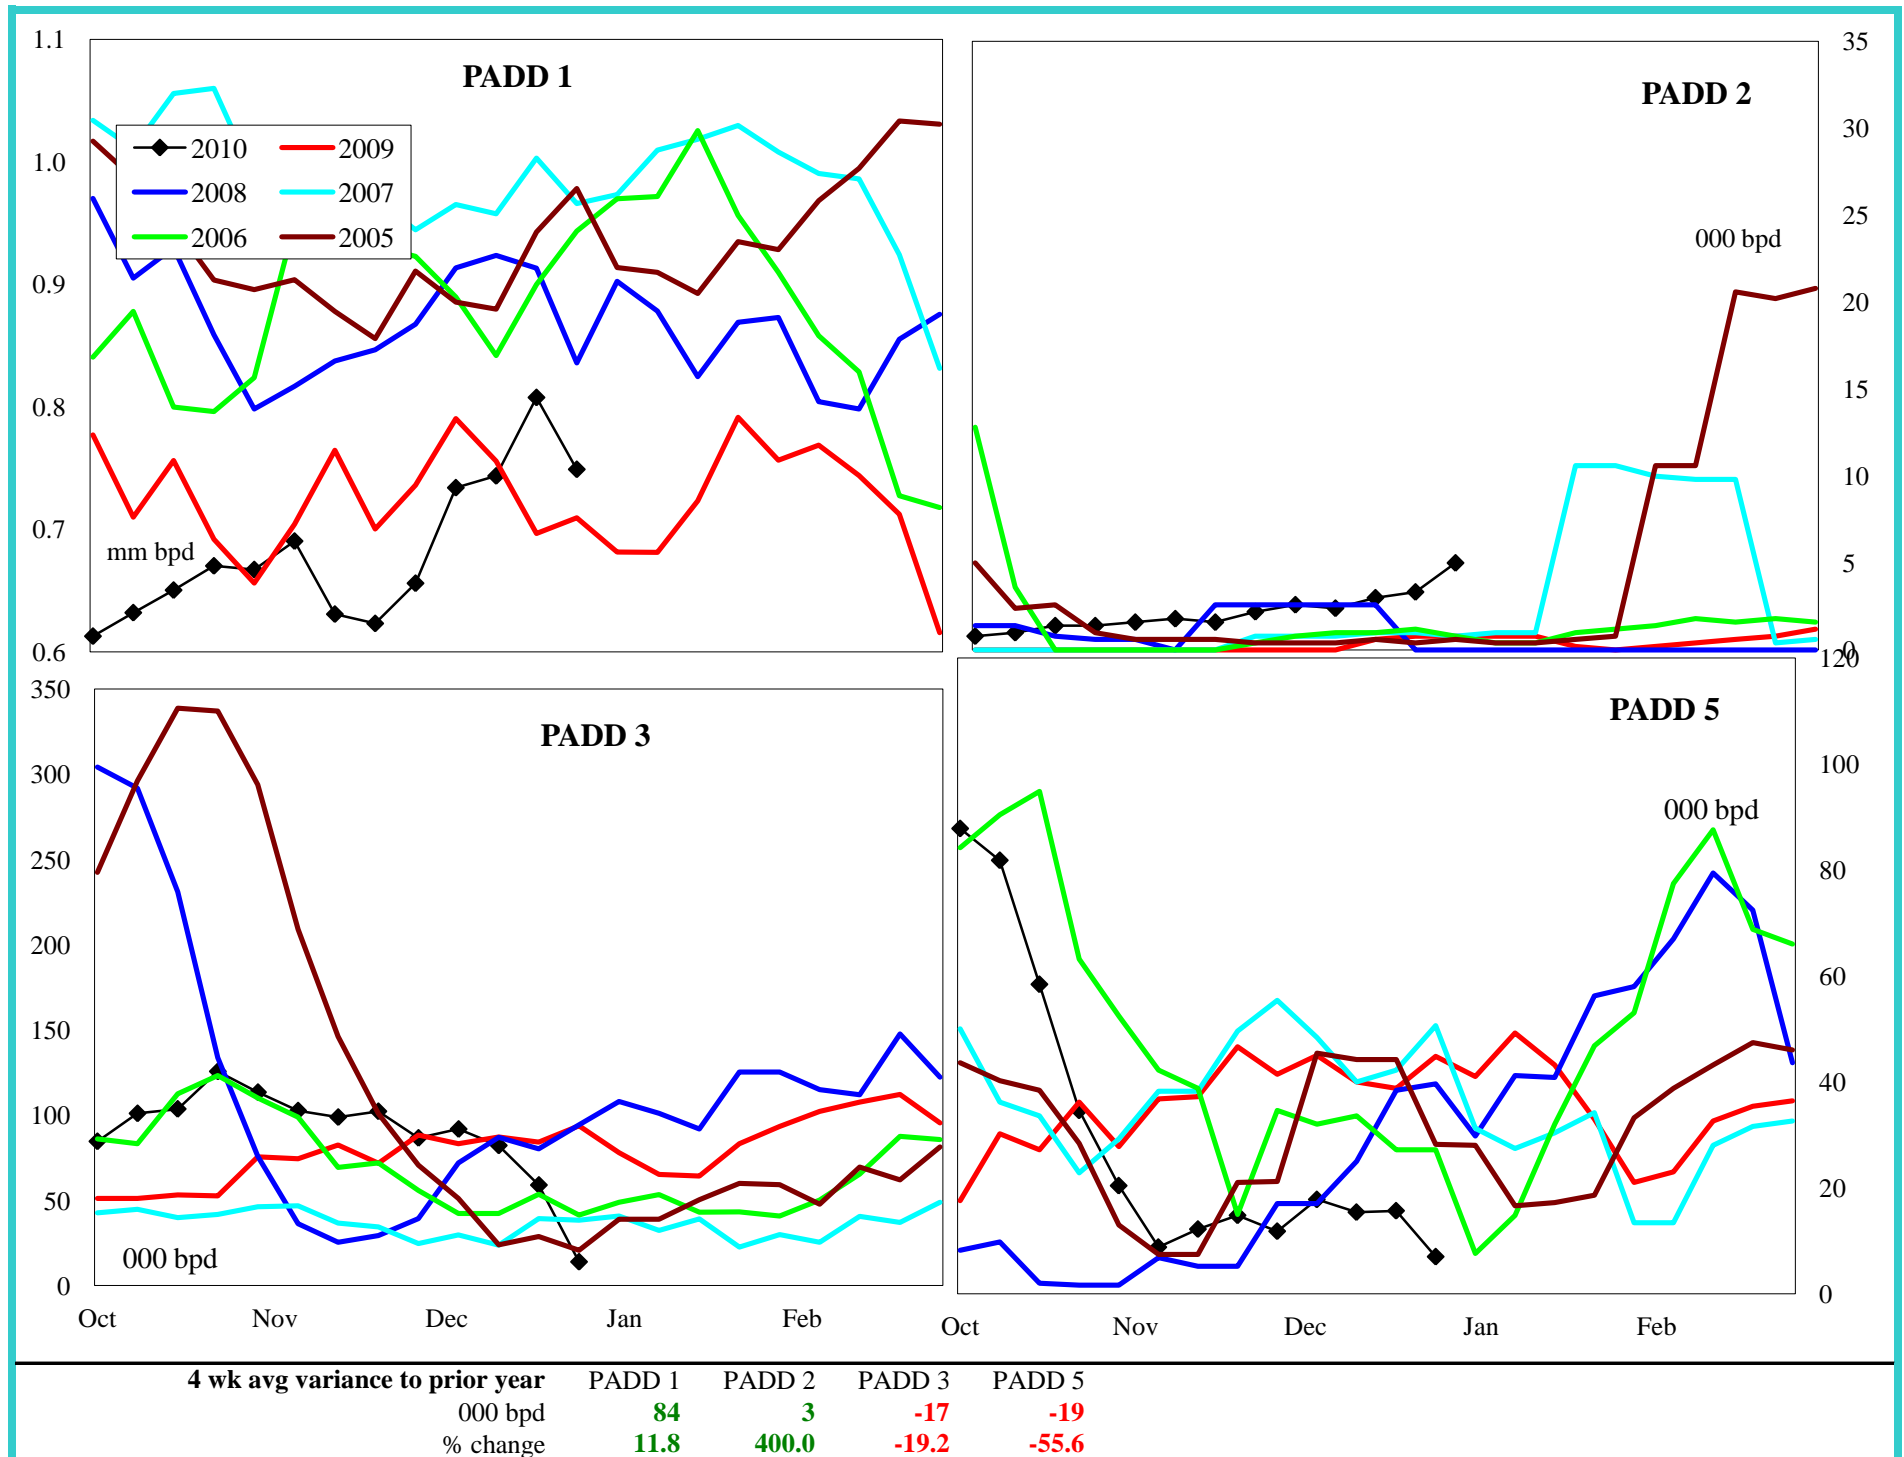 PADD 1
1.1
1.0
0.9
0.8
0.7
0.6
2010 2009
2008 2007
2006 2005
mm bpd
PADD 2
35
30
25
20
15
10
5
0
000 bpd
PADD 3
350
300
250
200
150
100
50
0
000 bpd
Oct Nov Dec Jan Feb
PADD 5
120
100
80
60
40
20
0
000 bpd
Oct Nov Dec Jan Feb
4 wk avg variance to prior year PADD 1 PADD 2 PADD 3 PADD 5
000 bpd 84 3 -17 -19
% change 11.8 400.0 -19.2 -55.6